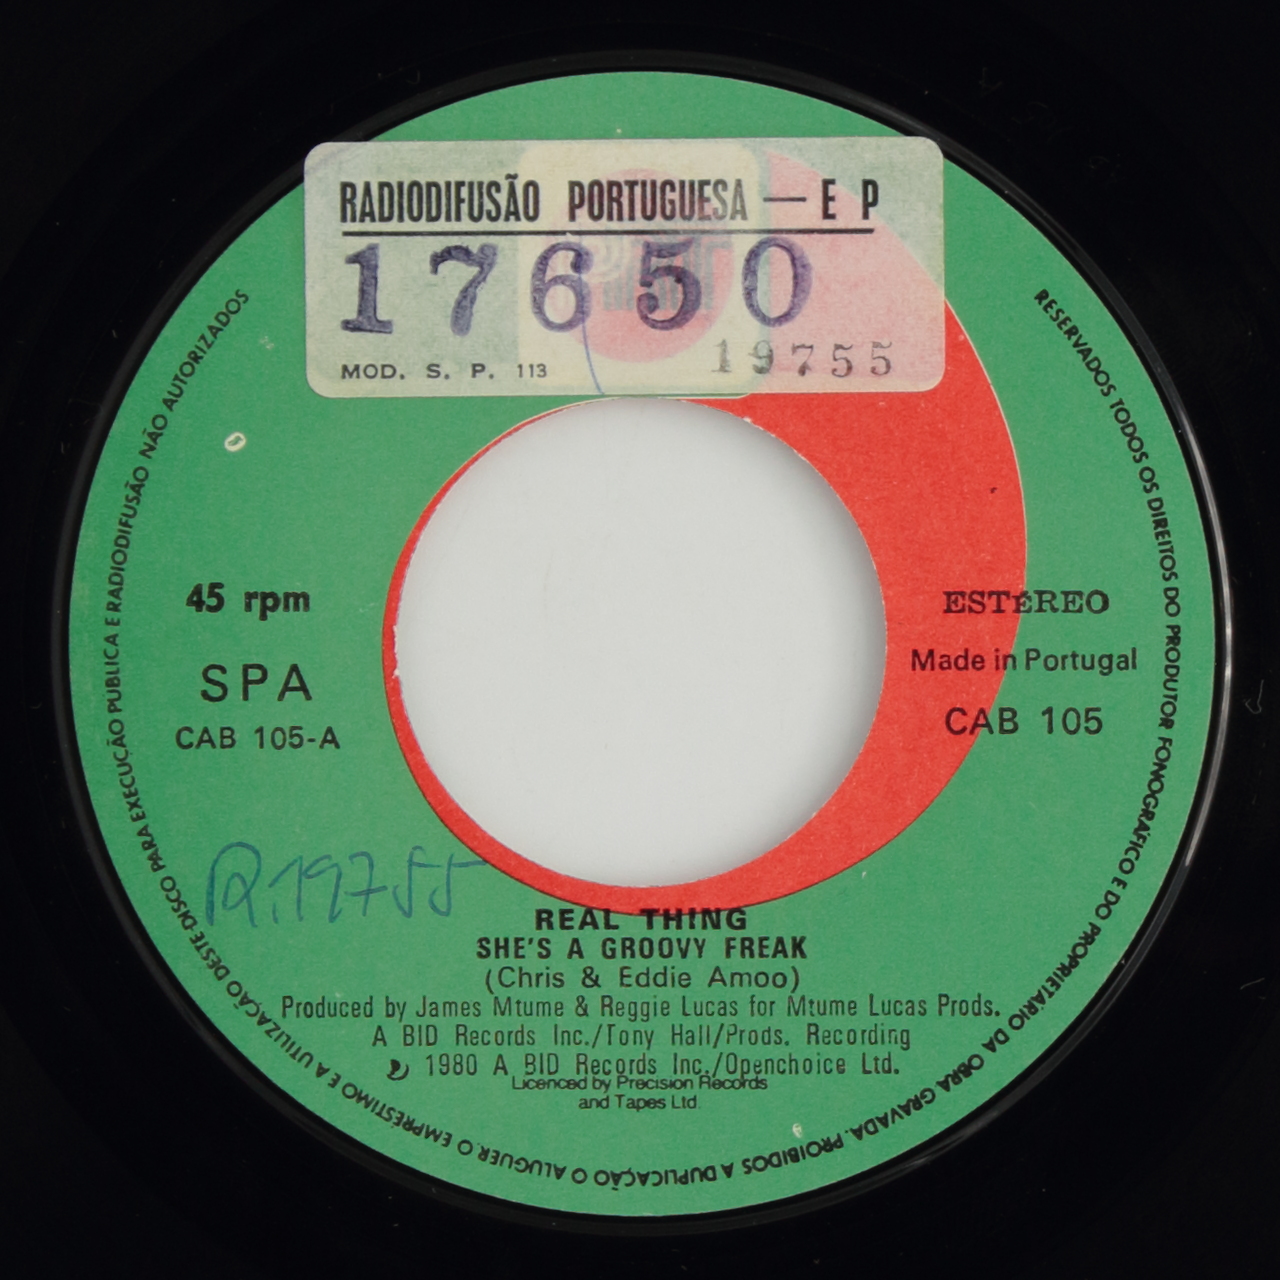 RADIODIFUSÃO PORTUGUESA — E P
17650
MOD. S. P. 113
19755
RESERVADOS TODOS OS DIREITOS DO PRODUTOR FONOGRÁFICO E DO PROPRIETÁRIO DA OBRA GRAVADA. PROIBIDOS A DUPLICAÇÃO O ALUGUER. O EMPRÉSTIMO E A UTILIZAÇÃO DESTE DISCO PARA EXECUÇÃO PUBLICA E RADIODIFUSÃO NÃO AUTORIZADOS
45 rpm
SPA
CAB 105-A
ESTéREO
Made in Portugal
CAB 105
R.19755
REAL THING
SHE'S A GROOVY FREAK
(Chris & Eddie Amoo)
Produced by James Mtume & Reggie Lucas for Mtume Lucas Prods.
A BID Records Inc./Tony Hall/Prods. Recording
℗ 1980 A BID Records Inc./Openchoice Ltd.
Licenced by Precision Records
and Tapes Ltd.